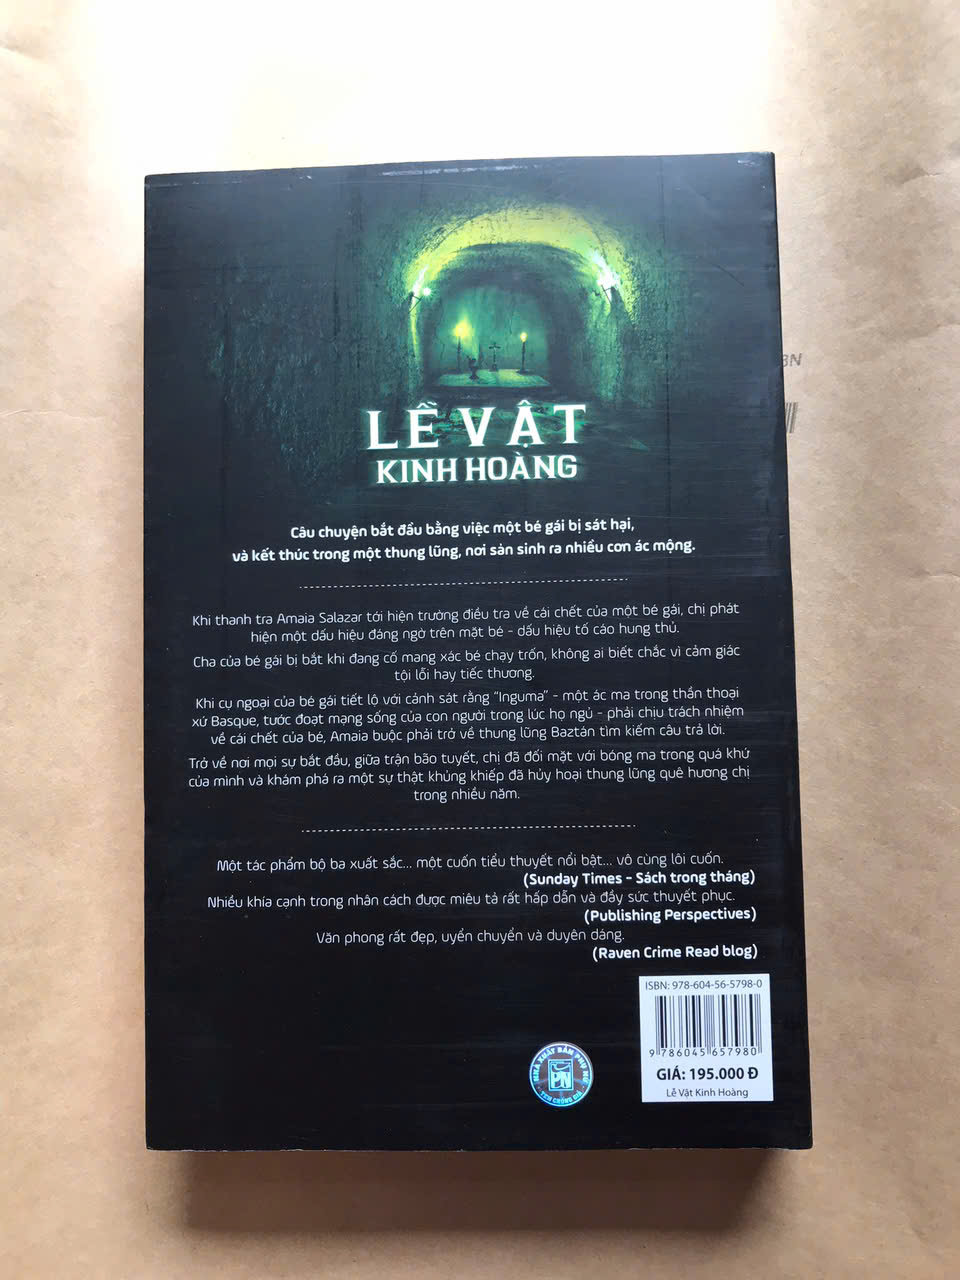 LỄ VẬT
KINH HOÀNG
Câu chuyện bắt đầu bằng việc một bé gái bị sát hại,
và kết thúc trong một thung lũng, nơi sản sinh ra nhiều cơn ác mộng.
Khi thanh tra Amaia Salazar tới hiện trường điều tra về cái chết của một bé gái, chị phát
hiện một dấu hiệu đáng ngờ trên mặt bé - dấu hiệu tố cáo hung thủ.
Cha của bé gái bị bắt khi đang cố mang xác bé chạy trốn, không ai biết chắc vì cảm giác
tội lỗi hay tiếc thương.
Khi cụ ngoại của bé gái tiết lộ với cảnh sát rằng "Inguma" - một ác ma trong thần thoại
xứ Basque, tước đoạt mạng sống của con người trong lúc họ ngủ - phải chịu trách nhiệm
về cái chết của bé, Amaia buộc phải trở về thung lũng Baztán tìm kiếm câu trả lời.
Trở về nơi mọi sự bắt đầu, giữa trận bão tuyết, chị đã đối mặt với bóng ma trong quá khứ
của mình và khám phá ra một sự thật khủng khiếp đã hủy hoại thung lũng quê hương chị
trong nhiều năm.
Một tác phẩm bộ ba xuất sắc... một cuốn tiểu thuyết nổi bật... vô cùng lôi cuốn.
(Sunday Times - Sách trong tháng)
Nhiều khía cạnh trong nhân cách được miêu tả rất hấp dẫn và đầy sức thuyết phục.
(Publishing Perspectives)
Văn phong rất đẹp, uyển chuyển và duyên dáng.
(Raven Crime Read blog)
ISBN: 978-604-56-5798-0
9 786045 657980
GIÁ: 195.000 Đ
Lễ Vật Kinh Hoàng
NHÀ XUẤT BẢN PHỤ NỮ
PN
TEM CHỐNG GIẢ